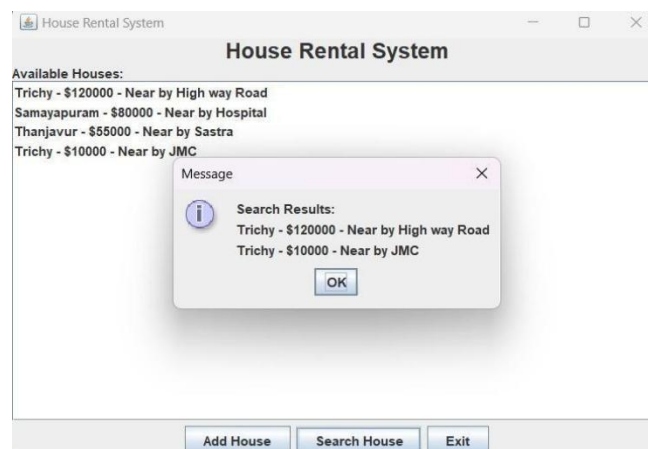 House Rental System
House Rental System
Available Houses:
Trichy - $120000 - Near by High way Road
Samayapuram - $80000 - Near by Hospital
Thanjavur - $55000 - Near by Sastra
Trichy - $10000 - Near by JMC
Message
Search Results:
Trichy - $120000 - Near by High way Road
Trichy - $10000 - Near by JMC
OK
Add House Search House Exit